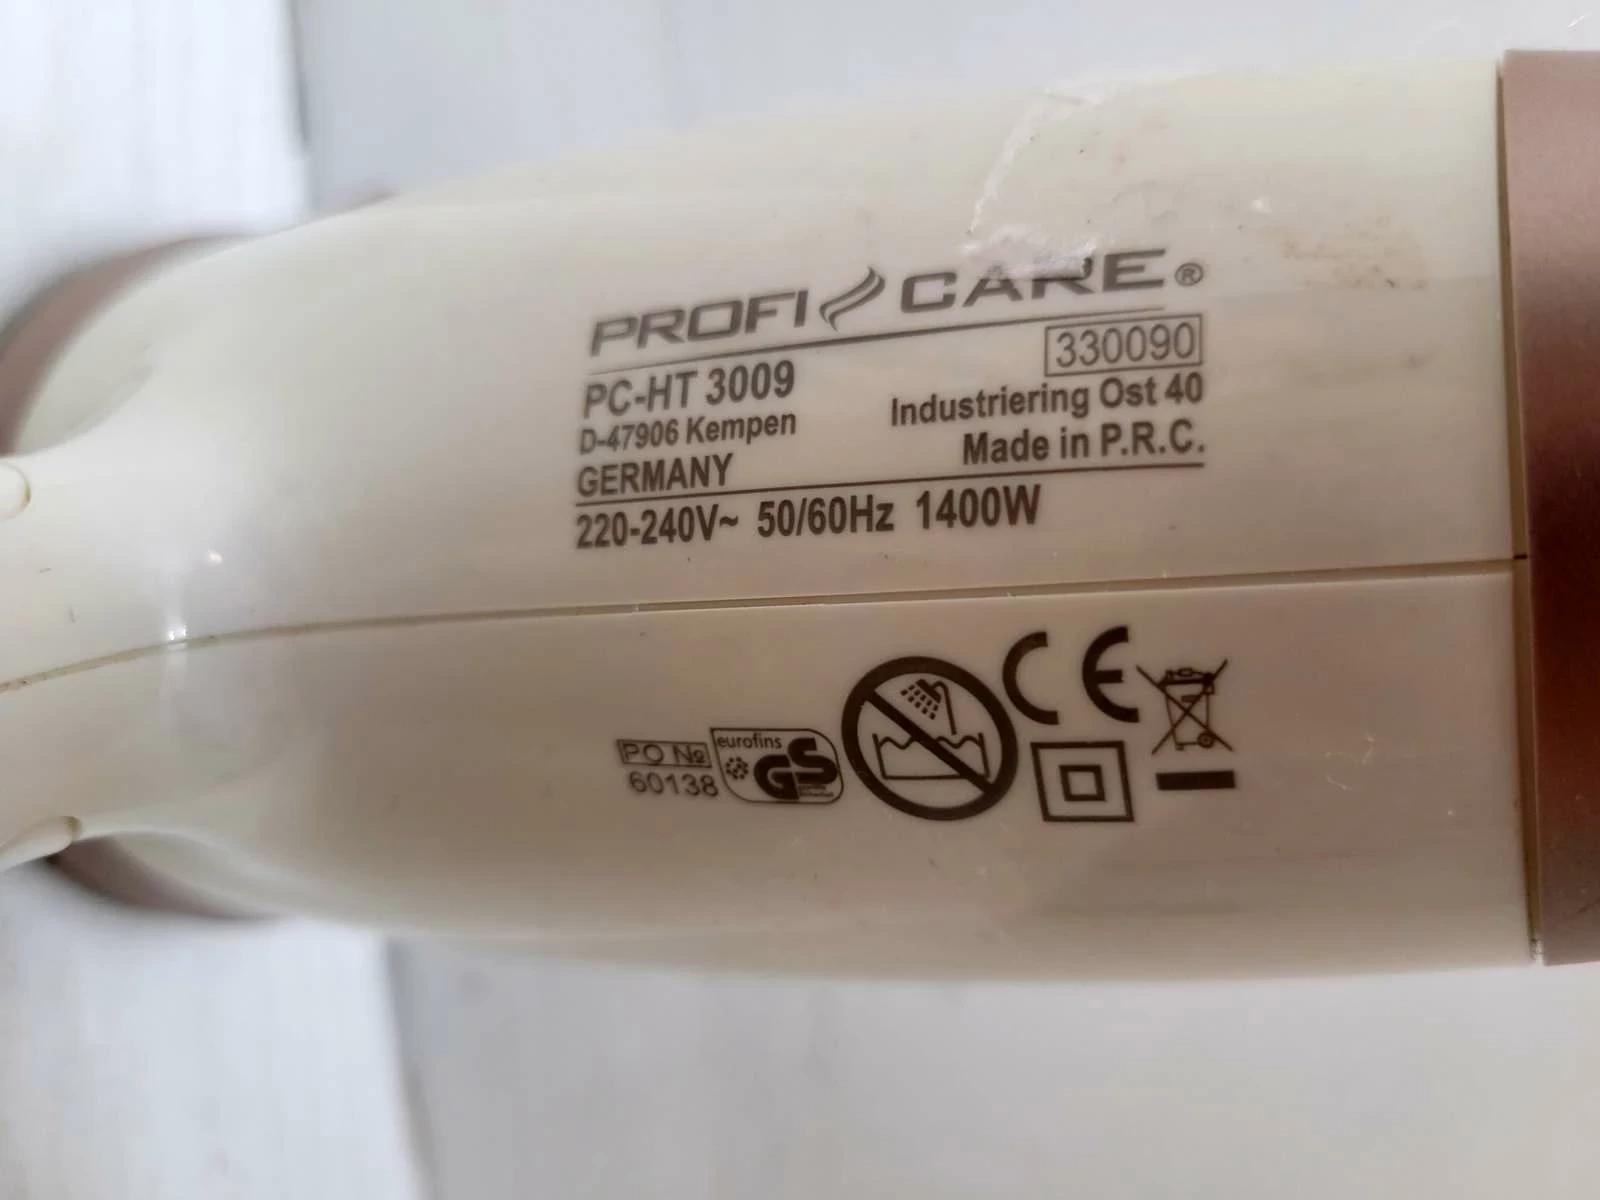 PROFI CARE®
330090
PC-HT 3009
Industriering Ost 40
D-47906 Kempen
Made in P.R.C.
GERMANY
220-240V~ 50/60Hz 1400W
CE
PO №
60138
eurofins
GS